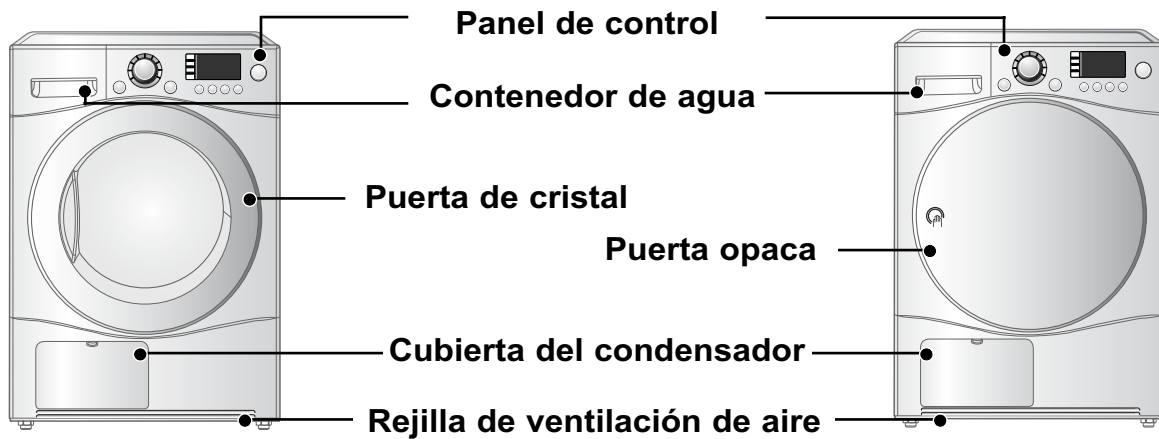 Panel de control
Contenedor de agua
Puerta de cristal
Puerta opaca
Cubierta del condensador
Rejilla de ventilación de aire